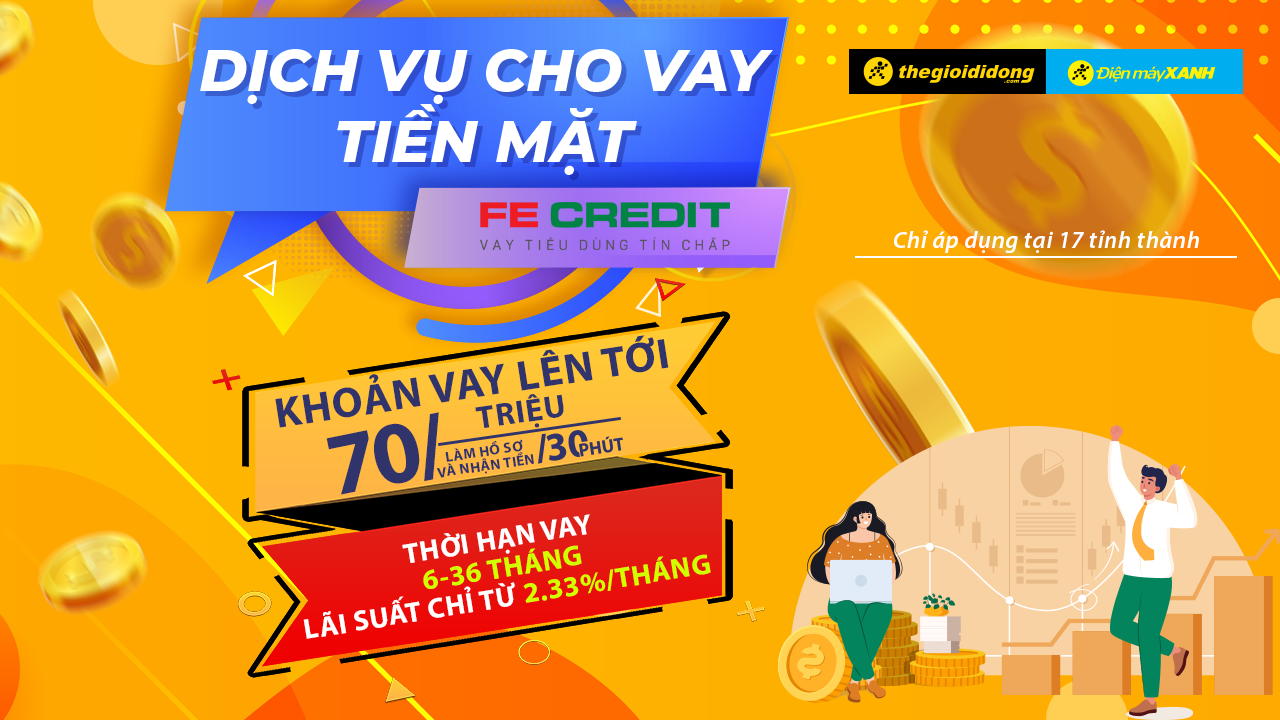 DỊCH VỤ CHO VAY
TIỀN MẶT
FE CREDIT
VAY TIÊU DÙNG TÍN CHẤP
thegioididong
.com
Điện máy XANH
Chỉ áp dụng tại 17 tỉnh thành
KHOẢN VAY LÊN TỚI
70/ TRIỆU
LÀM HỒ SƠ
VÀ NHẬN TIỀN /30 PHÚT
THỜI HẠN VAY
6-36 THÁNG
LÃI SUẤT CHỈ TỪ 2.33%/THÁNG